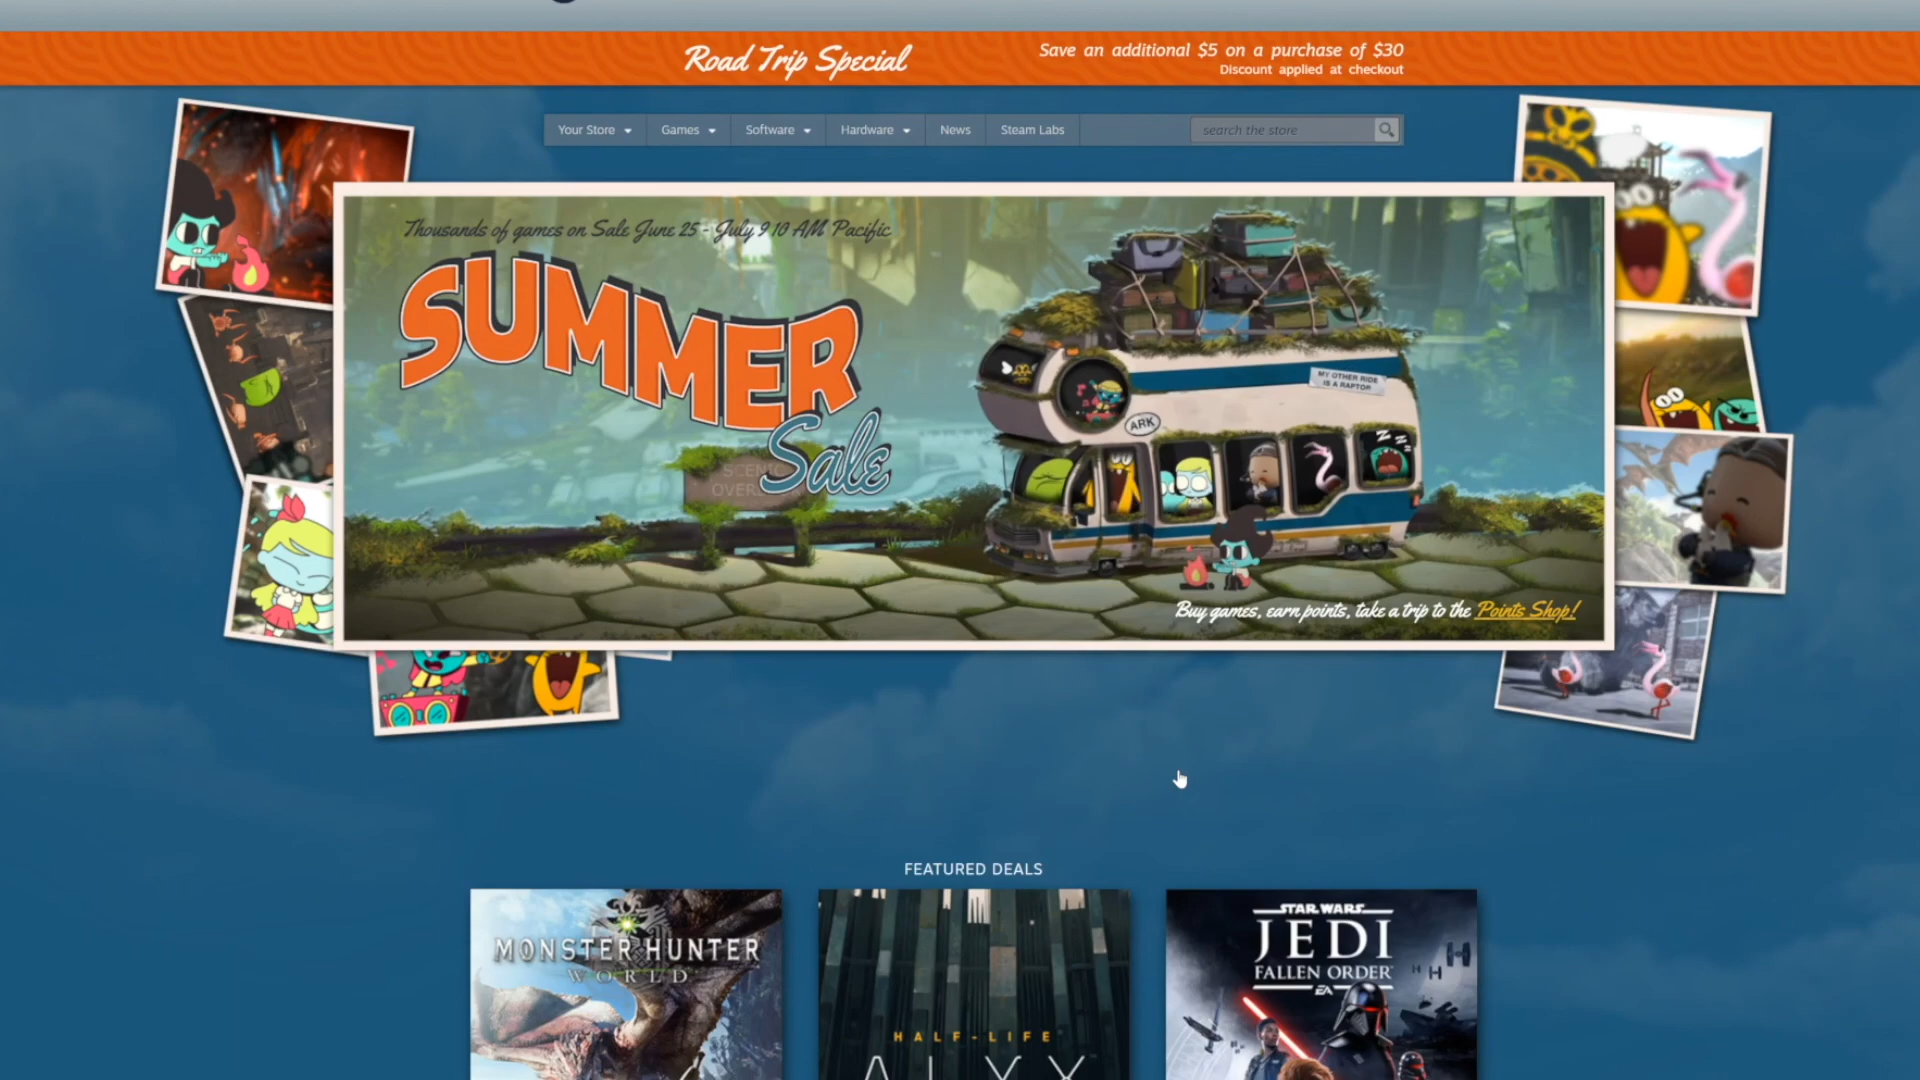 Road Trip Special
Save an additional $5 on a purchase of $30
Discount applied at checkout
Your Store
Games
Software
Hardware
News
Steam Labs
search the store
Thousands of games on Sale June 25 - July 9 10 AM Pacific
SUMMER
Sale
SCENIC
MY OTHER RIDE
IS A RAPTOR
ARK
Z Z Z
Buy games, earn points, take a trip to the Points Shop!
FEATURED DEALS
MONSTER HUNTER
WORLD
HALF-LIFE
ALYX
STAR WARS
JEDI
FALLEN ORDER
EA